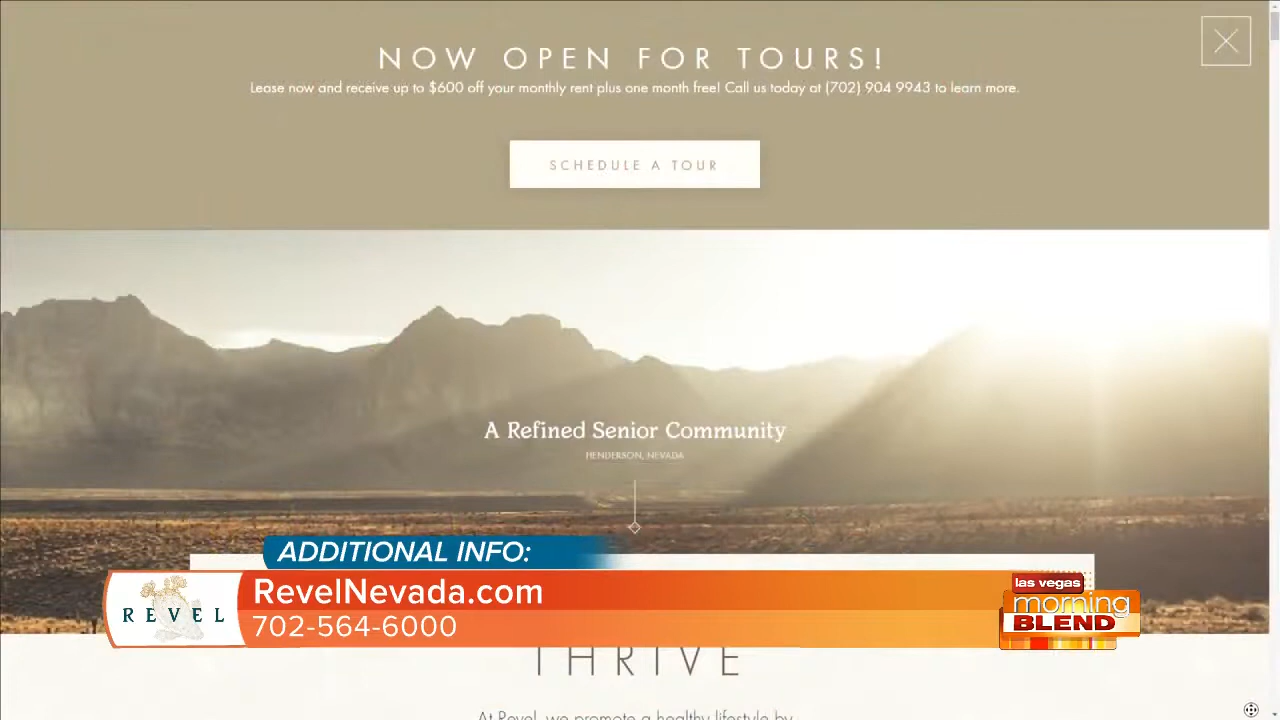 NOW OPEN FOR TOURS!
Lease now and receive up to $600 off your monthly rent plus one month free! Call us today at (702) 904 9943 to learn more.
SCHEDULE A TOUR
A Refined Senior Community
HENDERSON, NEVADA
ADDITIONAL INFO:
REVEL
RevelNevada.com
702-564-6000
las vegas
morning
BLEND
THRIVE
At Revel, we promote a healthy lifestyle by